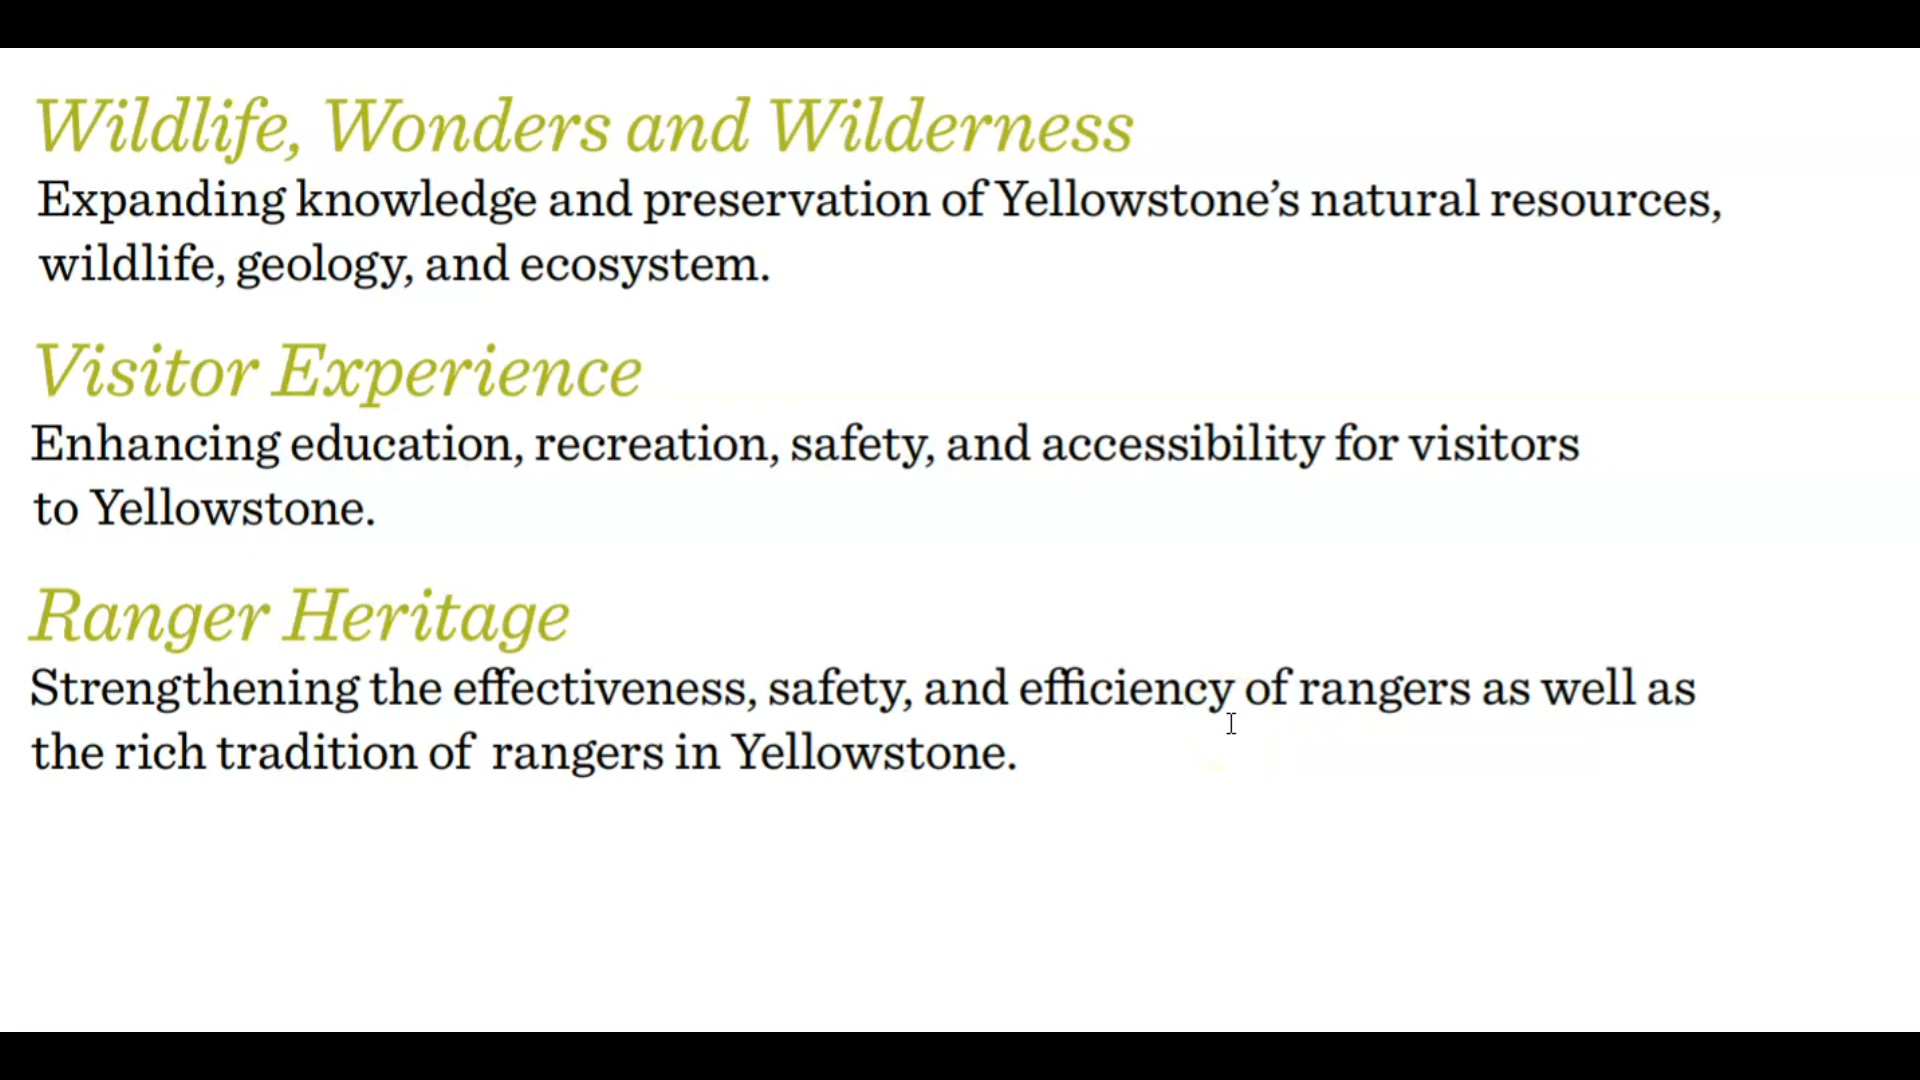 Wildlife, Wonders and Wilderness
Expanding knowledge and preservation of Yellowstone’s natural resources,
wildlife, geology, and ecosystem.
Visitor Experience
Enhancing education, recreation, safety, and accessibility for visitors
to Yellowstone.
Ranger Heritage
Strengthening the effectiveness, safety, and efficiency of rangers as well as
the rich tradition of rangers in Yellowstone.